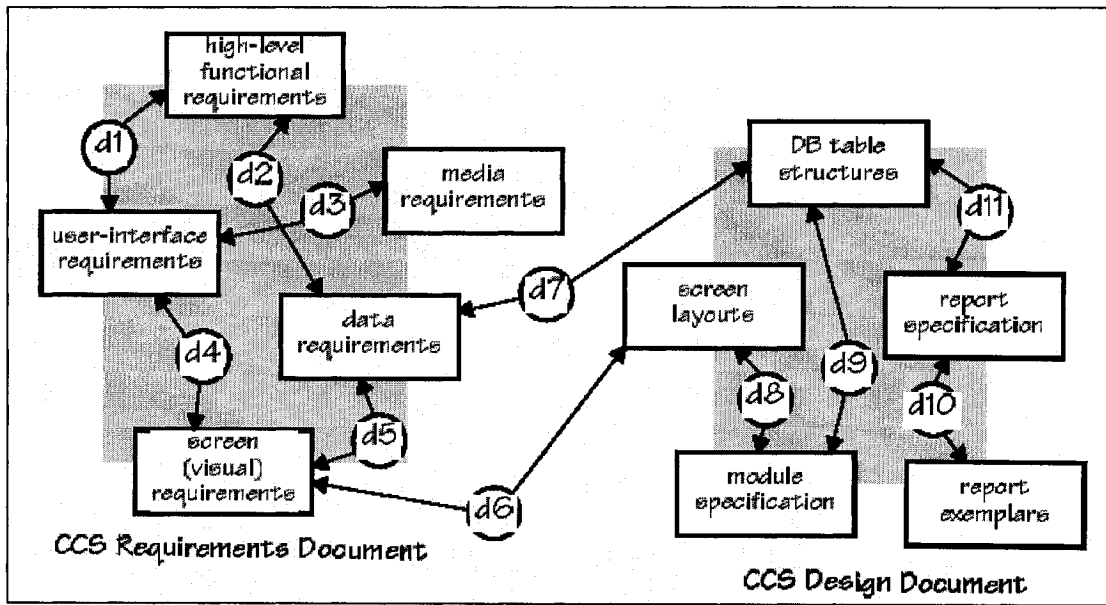 high-level
functional
requirements
d1
d2
media
requirements
d3
user-interface
requirements
data
requirements
d4
d5
screen
(visual)
requirements
CCS Requirements Document
d6
d7
DB table
structures
d11
screen
layouts
report
specification
d8
d9
d10
module
specification
report
exemplars
CCS Design Document